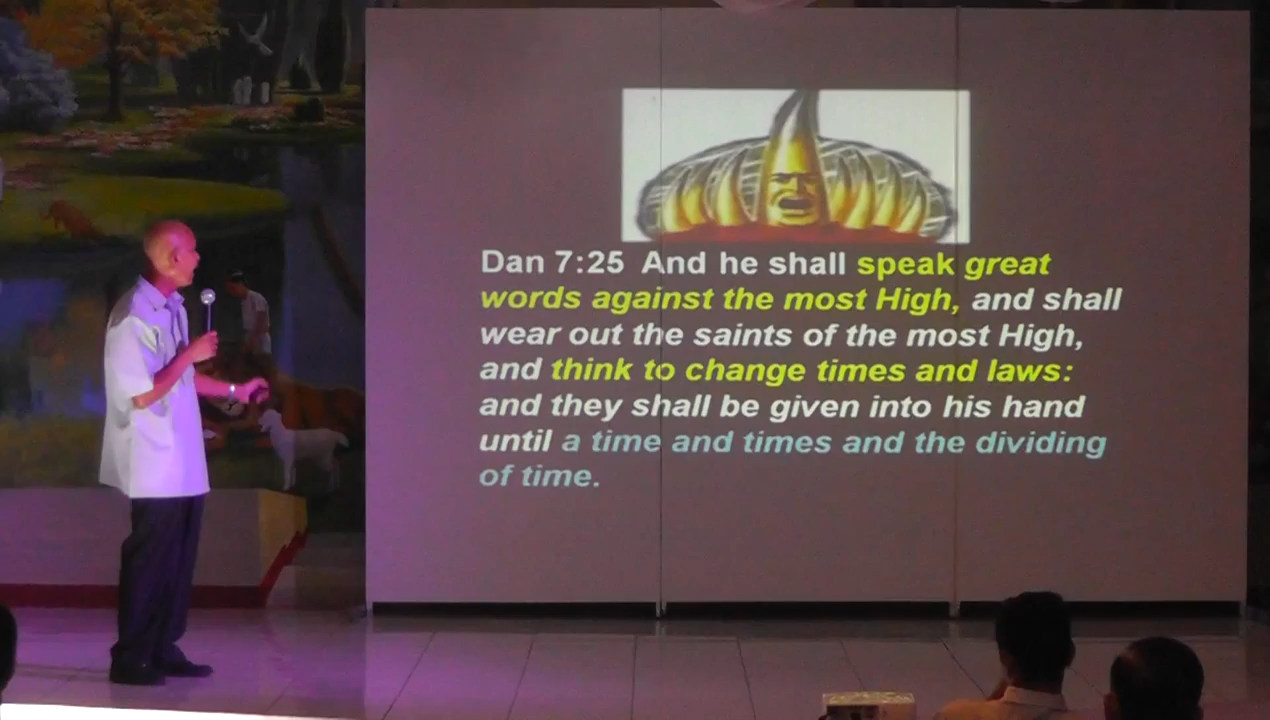 Dan 7:25 And he shall speak great
words against the most High, and shall
wear out the saints of the most High,
and think to change times and laws:
and they shall be given into his hand
until a time and times and the dividing
of time.